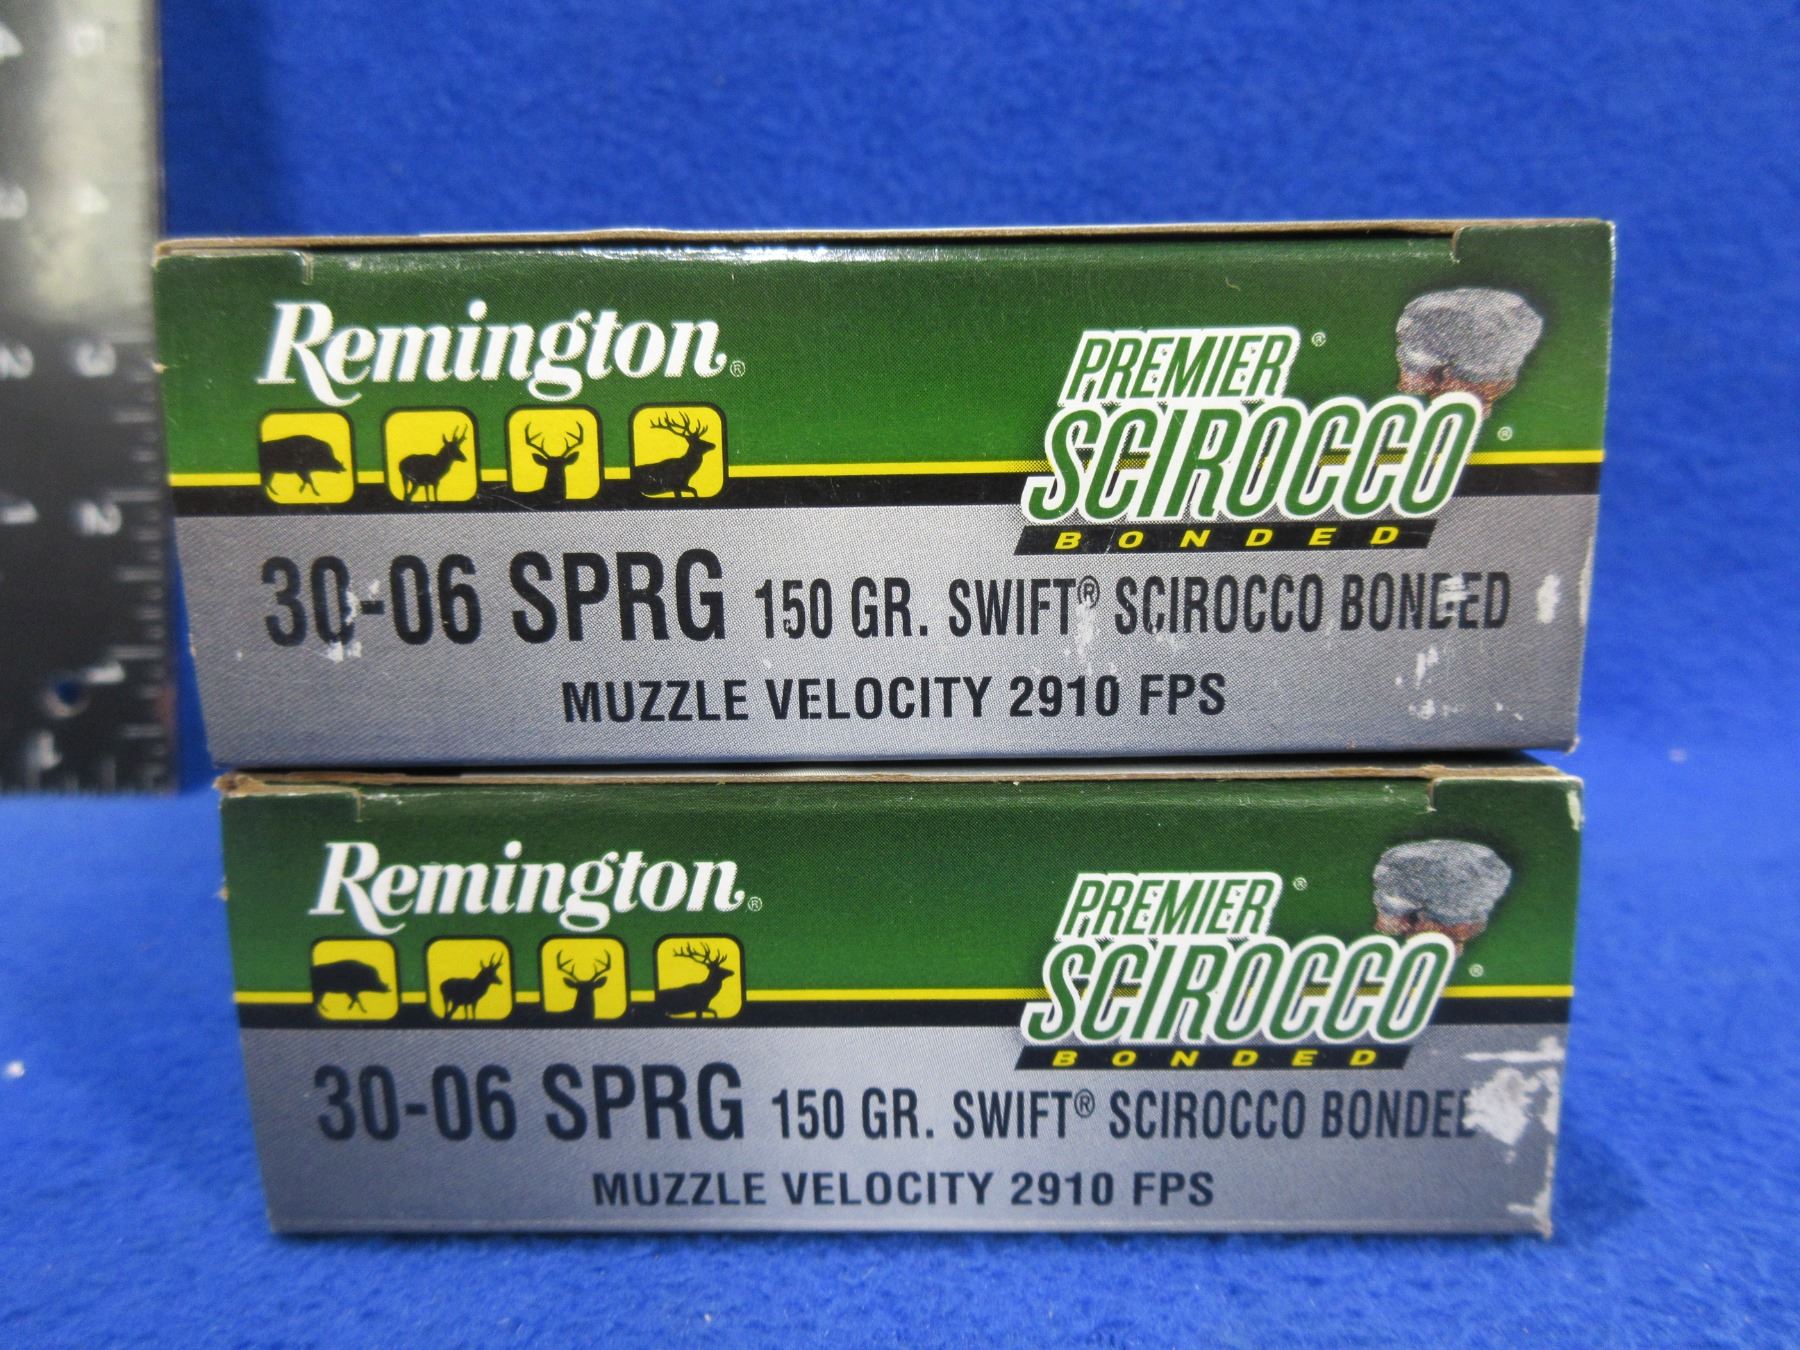 Remington®
PREMIER®
SCIROCCO®
BONDED
30-06 SPRG 150 GR. SWIFT® SCIROCCO BONDED
MUZZLE VELOCITY 2910 FPS
Remington®
PREMIER®
SCIROCCO®
BONDED
30-06 SPRG 150 GR. SWIFT® SCIROCCO BONDED
MUZZLE VELOCITY 2910 FPS